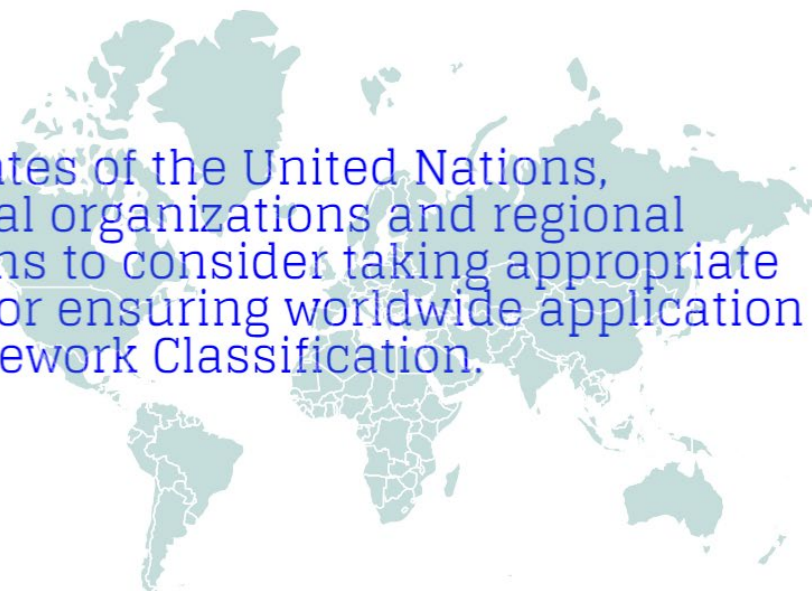 ates of the United Nations,
al organizations and regional
ns to consider taking appropriate
or ensuring worldwide application
ework Classification.